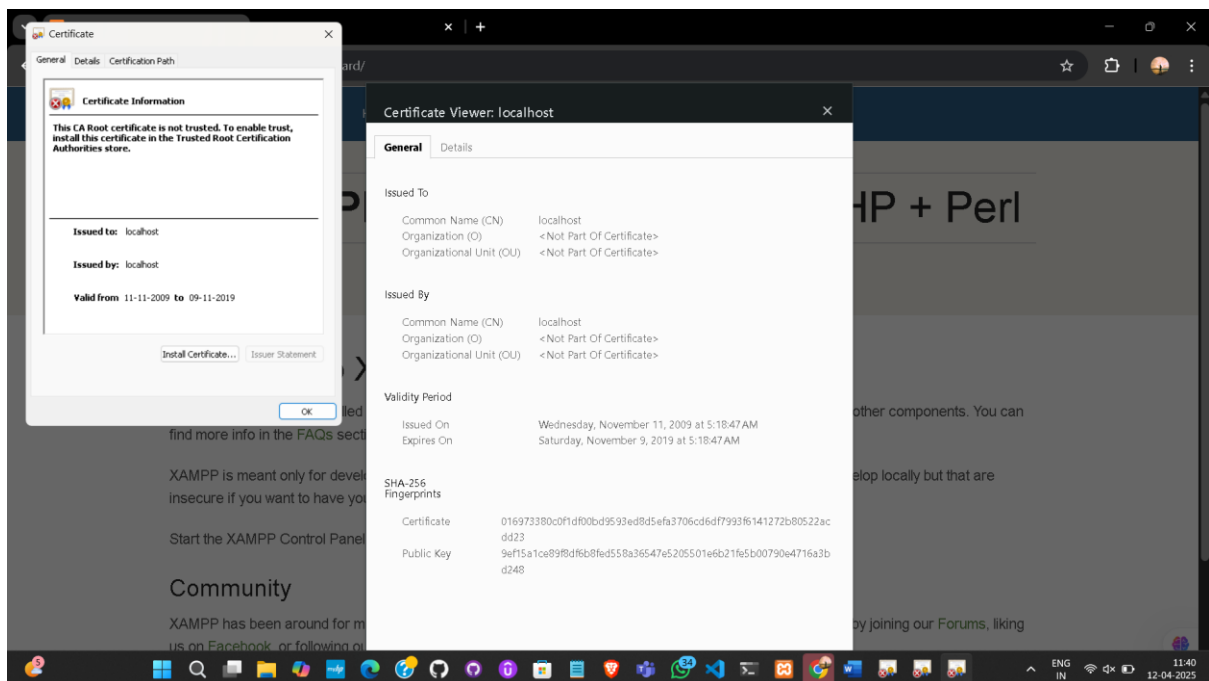 Certificate
General Details Certification Path
Certificate Information
This CA Root certificate is not trusted. To enable trust,
install this certificate in the Trusted Root Certification
Authorities store.
Issued to: localhost
Issued by: localhost
Valid from 11-11-2009 to 09-11-2019
Install Certificate... Issuer Statement
OK
ard/
Certificate Viewer: localhost
General Details
Issued To
Common Name (CN) localhost
Organization (O) <Not Part Of Certificate>
Organizational Unit (OU) <Not Part Of Certificate>
Issued By
Common Name (CN) localhost
Organization (O) <Not Part Of Certificate>
Organizational Unit (OU) <Not Part Of Certificate>
Validity Period
Issued On Wednesday, November 11, 2009 at 5:18:47 AM
Expires On Saturday, November 9, 2019 at 5:18:47 AM
SHA-256
Fingerprints
Certificate 016973380c0f1df00bd9593ed8d5efa3706cd6df7993f6141272b80522ac
dd23
Public Key 9ef15a1ce89f8df6b8fed558a36547e5205501e6b21fe5b00790e4716a3b
d248
HP + Perl
lled other components. You can
find more info in the FAQs secti
XAMPP is meant only for devel elop locally but that are
insecure if you want to have you
Start the XAMPP Control Panel
Community
XAMPP has been around for m by joining our Forums, liking
us on Facebook, or following ou
5
34
ENG
IN
11:40
12-04-2025